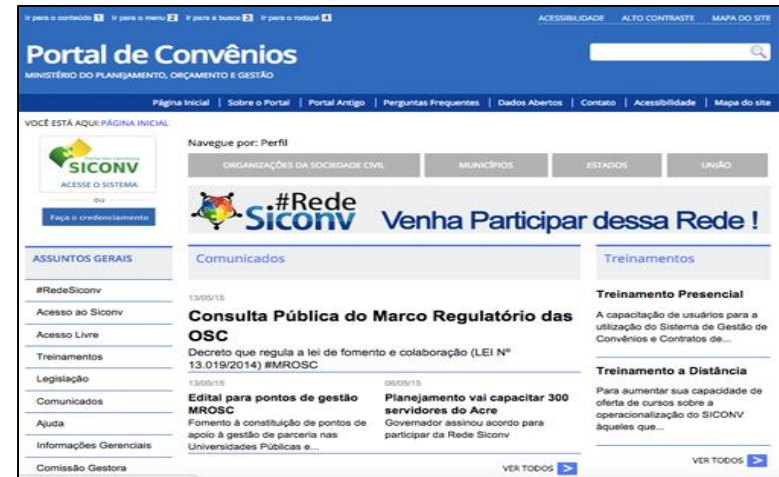 Ir para o conteúdo 1 Ir para o menu 2 Ir para a busca 3 Ir para o rodapé 4 ACESSIBILIDADE ALTO CONTRASTE MAPA DO SITE
Portal de Convênios
MINISTÉRIO DO PLANEJAMENTO, ORÇAMENTO E GESTÃO
Página Inicial | Sobre o Portal | Portal Antigo | Perguntas Frequentes | Dados Abertos | Contato | Acessibilidade | Mapa do site
VOCÊ ESTÁ AQUI: PÁGINA INICIAL
Portal dos Convênios
SICONV
ACESSE O SISTEMA
ou
Faça o credenciamento
Navegue por: Perfil
ORGANIZAÇÕES DA SOCIEDADE CIVIL MUNICÍPIOS ESTADOS UNIÃO
#Rede
Siconv Venha Participar dessa Rede !
ASSUNTOS GERAIS
#RedeSiconv
Acesso ao Siconv
Acesso Livre
Treinamentos
Legislação
Comunicados
Ajuda
Informações Gerenciais
Comissão Gestora
Comunicados
13/05/15
Consulta Pública do Marco Regulatório das
OSC
Decreto que regula a lei de fomento e colaboração (LEI Nº
13.019/2014) #MROSC
13/05/15
Edital para pontos de gestão
MROSC
Fomento à constituição de pontos de
apoio à gestão de parceria nas
Universidades Públicas e...
06/05/15
Planejamento vai capacitar 300
servidores do Acre
Governador assinou acordo para
participar da Rede Siconv
VER TODOS >
Treinamentos
Treinamento Presencial
A capacitação de usuários para a
utilização do Sistema de Gestão de
Convênios e Contratos de...
Treinamento a Distância
Para aumentar sua capacidade de
oferta de cursos sobre a
operacionalização do SICONV
àqueles que...
VER TODOS >